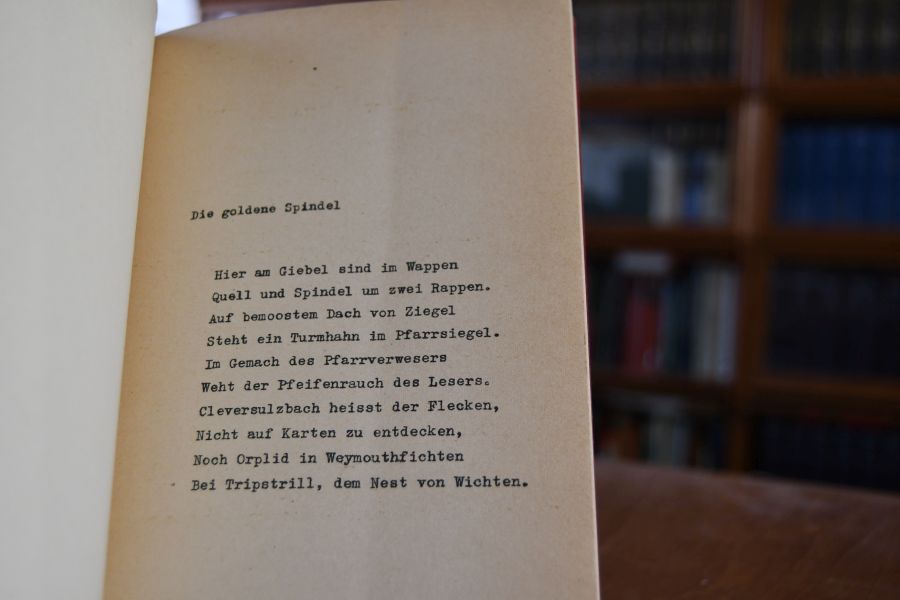 Die goldene Spindel
Hier am Giebel sind im Wappen
Quell und Spindel um zwei Rappen.
Auf bemoostem Dach von Ziegel
Steht ein Turmhahn im Pfarrsiegel.
Im Gemach des Pfarrverwesers
Weht der Pfeifenrauch des Lesers.
Cleversulzbach heisst der Flecken,
Nicht auf Karten zu entdecken,
Noch Orplid in Weymouthfichten
Bei Tripstrill, dem Nest von Wichten.